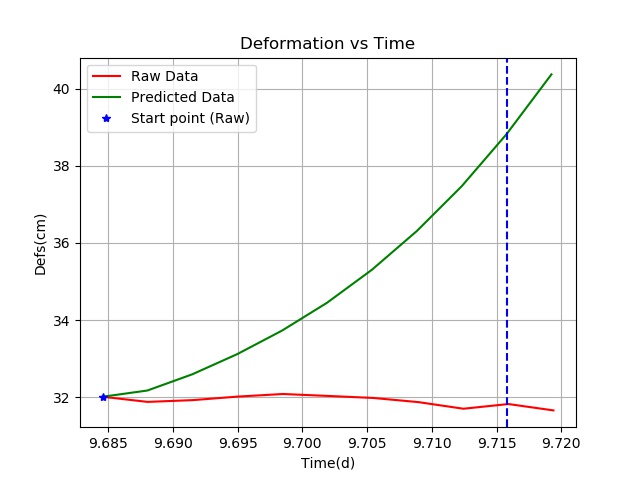 Deformation vs Time
Raw Data
Predicted Data
Start point (Raw)
Defs(cm)
40
38
36
34
32
9.685 9.690 9.695 9.700 9.705 9.710 9.715 9.720
Time(d)